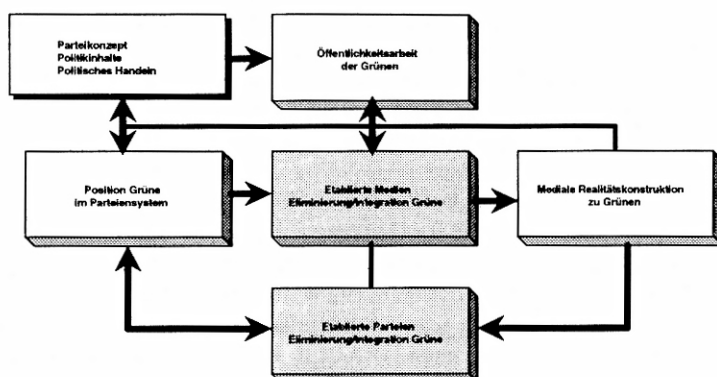 Parteikonzept
Politikinhalte
Politisches Handeln
Öffentlichkeitsarbeit
der Grünen
Position Grüne
im Parteiensystem
Etablierte Medien
Eliminierung/Integration Grüne
Mediale Realitätskonstruktion
zu Grünen
Etablierte Parteien
Eliminierung/Integration Grüne